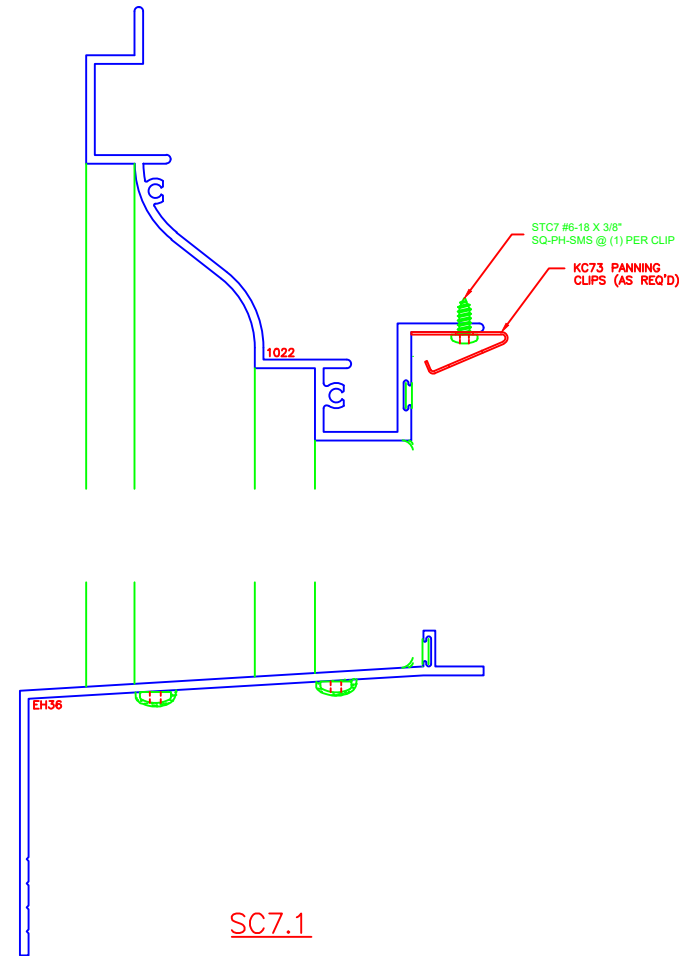 STC7 #6-18 X 3/8"
SQ-PH-SMS @ (1) PER CLIP
KC73 PANNING
CLIPS (AS REQ'D)
1022
EH36
SC7.1